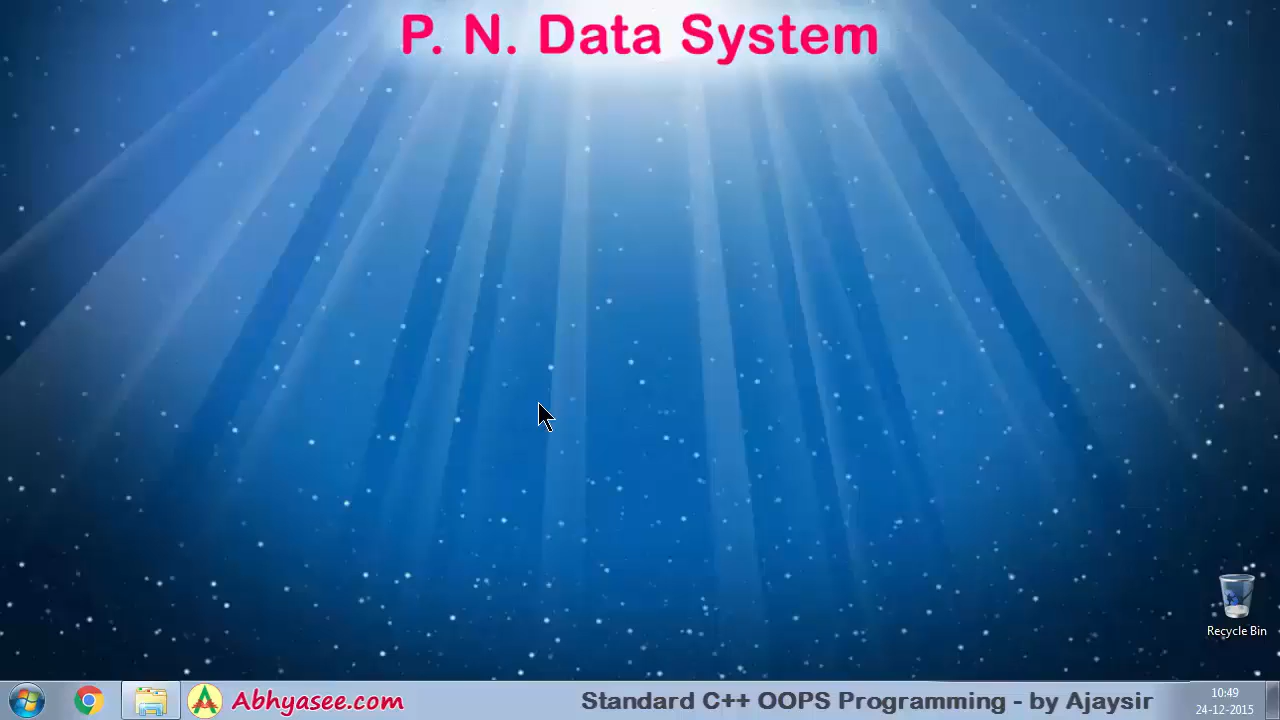 P. N. Data System
Recycle Bin
Abhyasee.com
Standard C++ OOPS Programming - by Ajaysir
10:49
24-12-2015